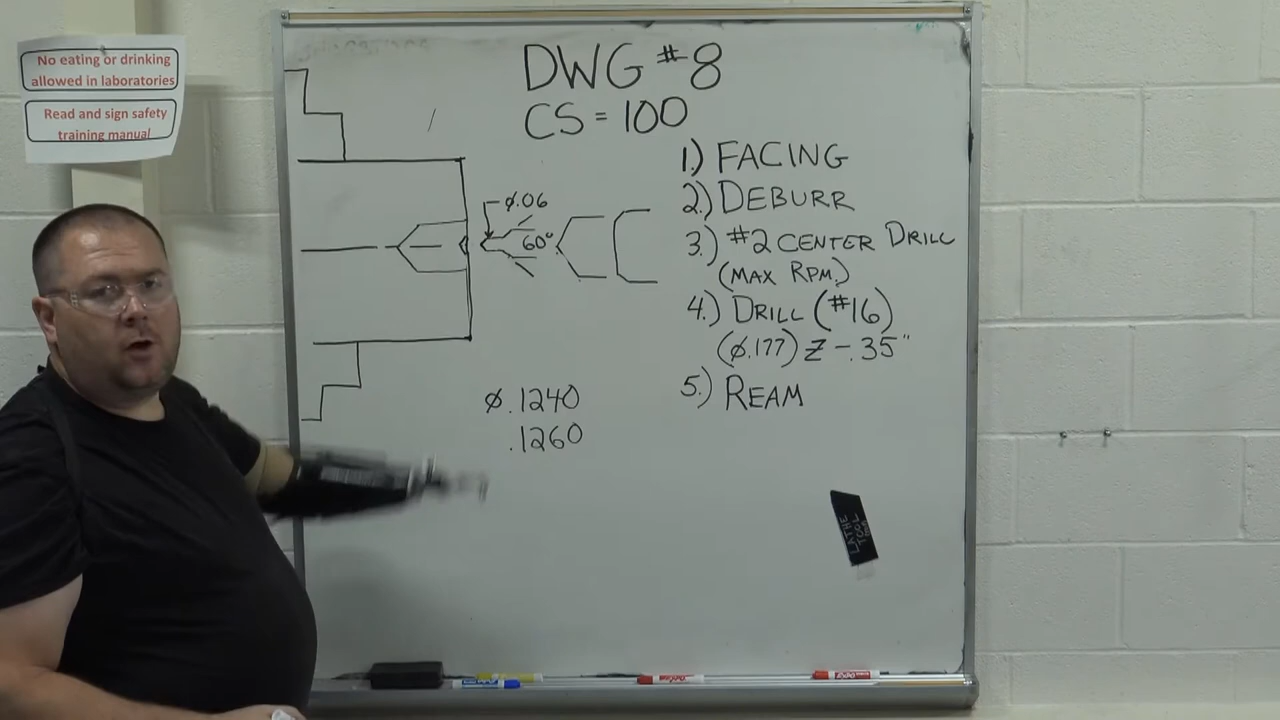 No eating or drinking
allowed in laboratories
Read and sign safety
training manual
DWG #8
CS = 100
1.) FACING
2.) DEBURR
3.) #2 CENTER DRILL
(MAX RPM.)
4.) DRILL (#16)
(Ø.177) Z -.35"
5.) REAM
Ø.06
60°
Ø.1240
.1260
LATHE
TOOL